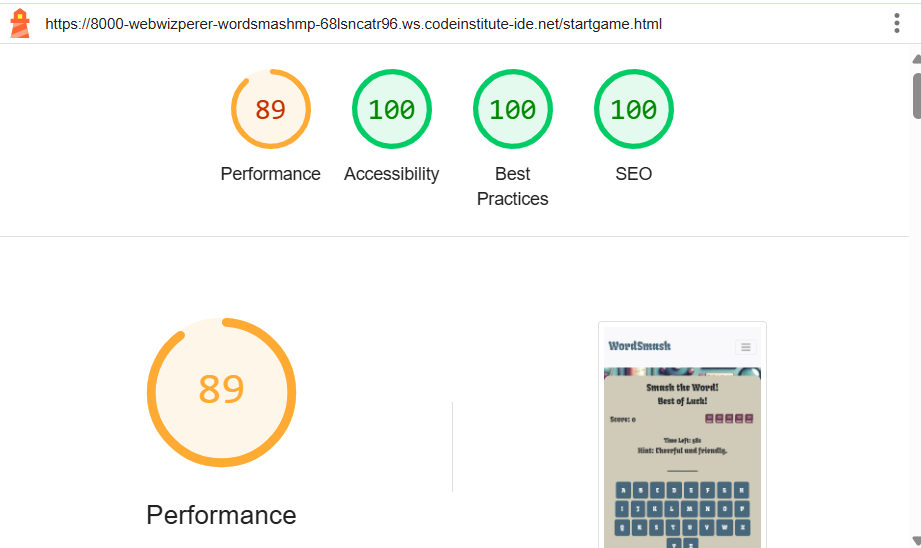 https://8000-webwizperer-wordsmashmp-68lsncatr96.ws.codeinstitute-ide.net/startgame.html
89
100
100
100
Performance
Accessibility
Best
Practices
SEO
89
Performance
WordSmash
Smash the Word!
Best of Luck!
Score: 0
Time Left: 58s
Hint: Cheerful and friendly.
A B C D E F G H
I J K L M N O P
Q R S T U V W X
Y Z